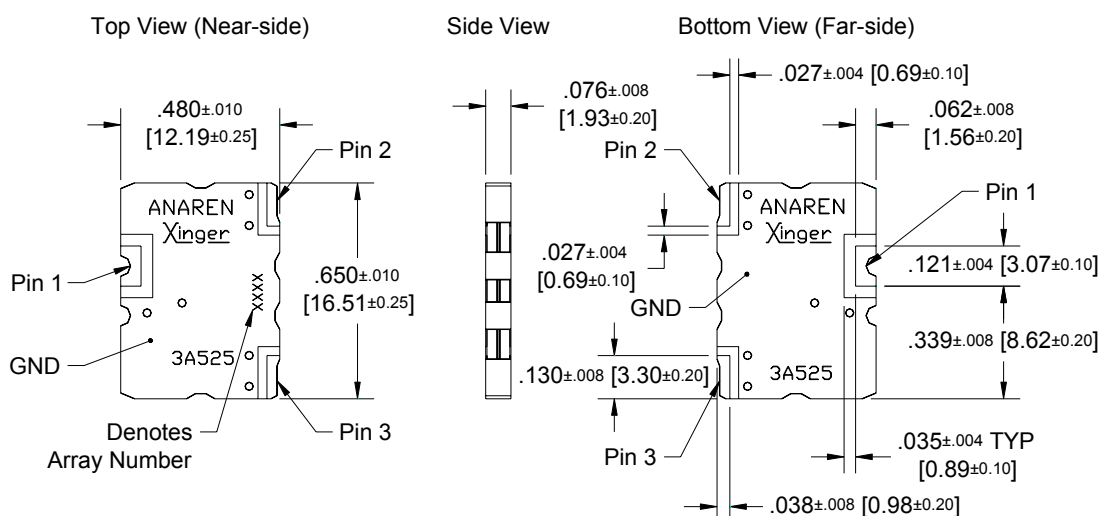 Top View (Near-side)
Side View
Bottom View (Far-side)
.480±.010
[12.19±0.25]
Pin 2
ANAREN
Xinger
Pin 1
.650±.010
[16.51±0.25]
XXXX
GND
3A525
Denotes
Array Number
Pin 3
.076±.008
[1.93±0.20]
.027±.004 [0.69±0.10]
.062±.008
[1.56±0.20]
Pin 2
Pin 1
ANAREN
Xinger
.027±.004
[0.69±0.10]
.121±.004 [3.07±0.10]
GND
.339±.008 [8.62±0.20]
.130±.008 [3.30±0.20]
3A525
Pin 3
.035±.004 TYP
[0.89±0.10]
.038±.008 [0.98±0.20]